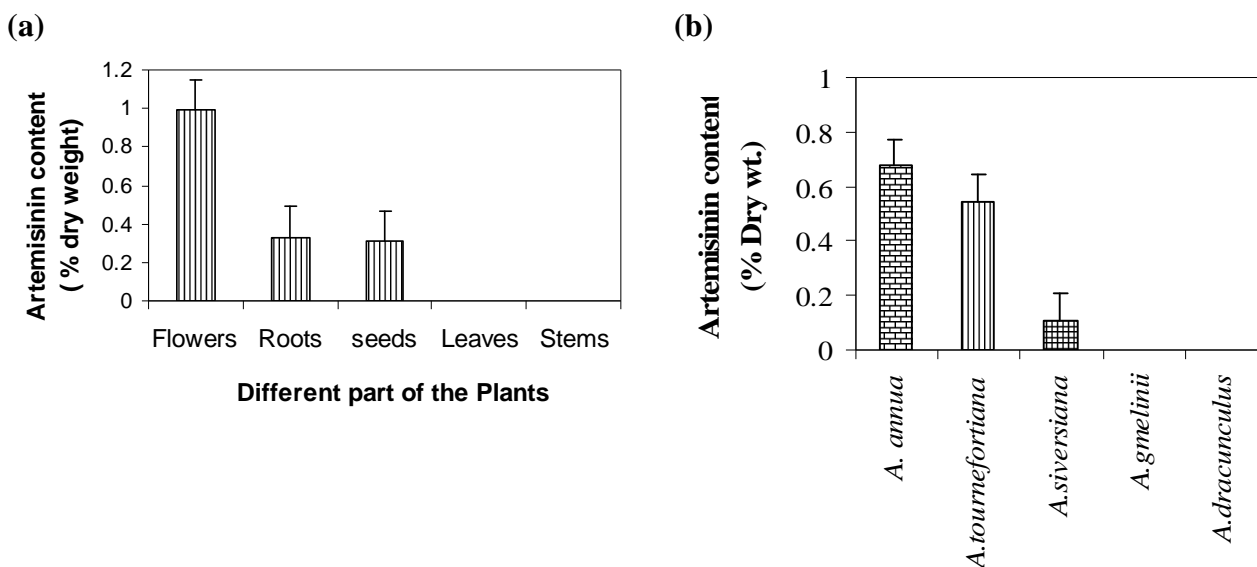 (a)
Artemisinin content
( % dry weight)
1.2
1
0.8
0.6
0.4
0.2
0
Flowers Roots seeds Leaves Stems
Different part of the Plants
(b)
Artemisinin content
(% Dry wt.)
1
0.8
0.6
0.4
0.2
0
A. annua
A.tournefortiana
A.siversiana
A.gmelinii
A.dracunculus